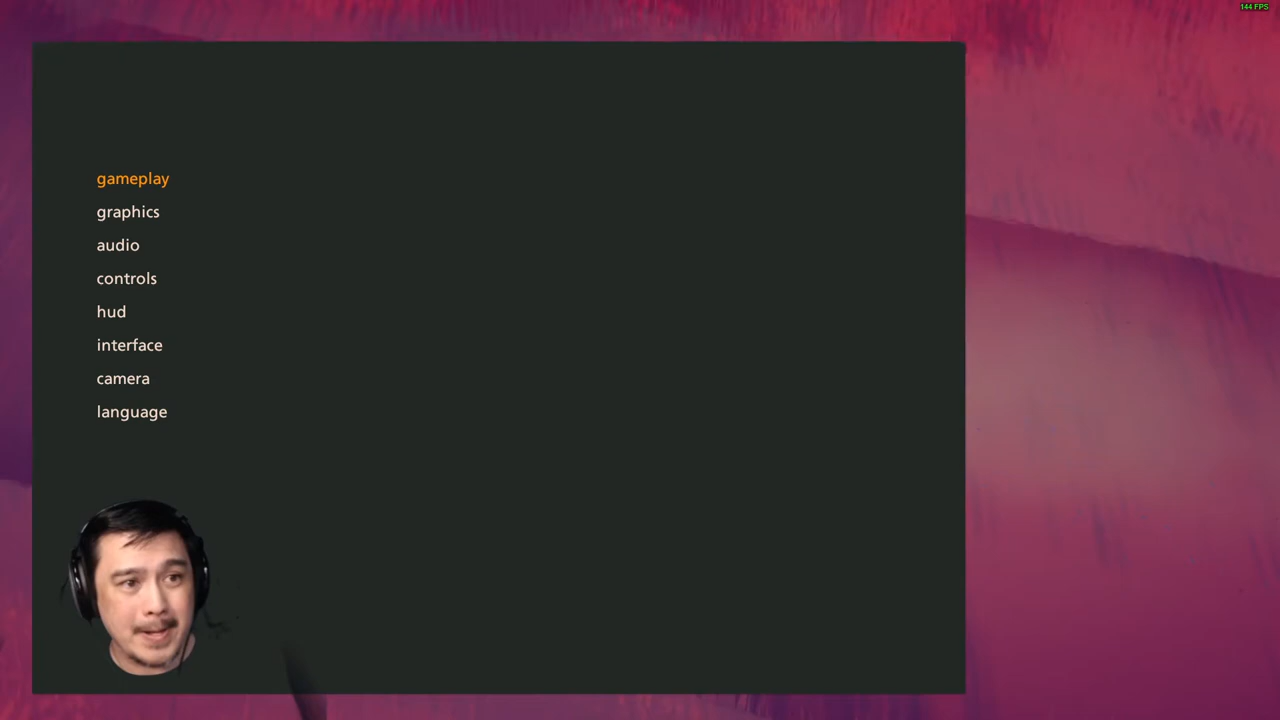 144 FPS
gameplay
graphics
audio
controls
hud
interface
camera
language